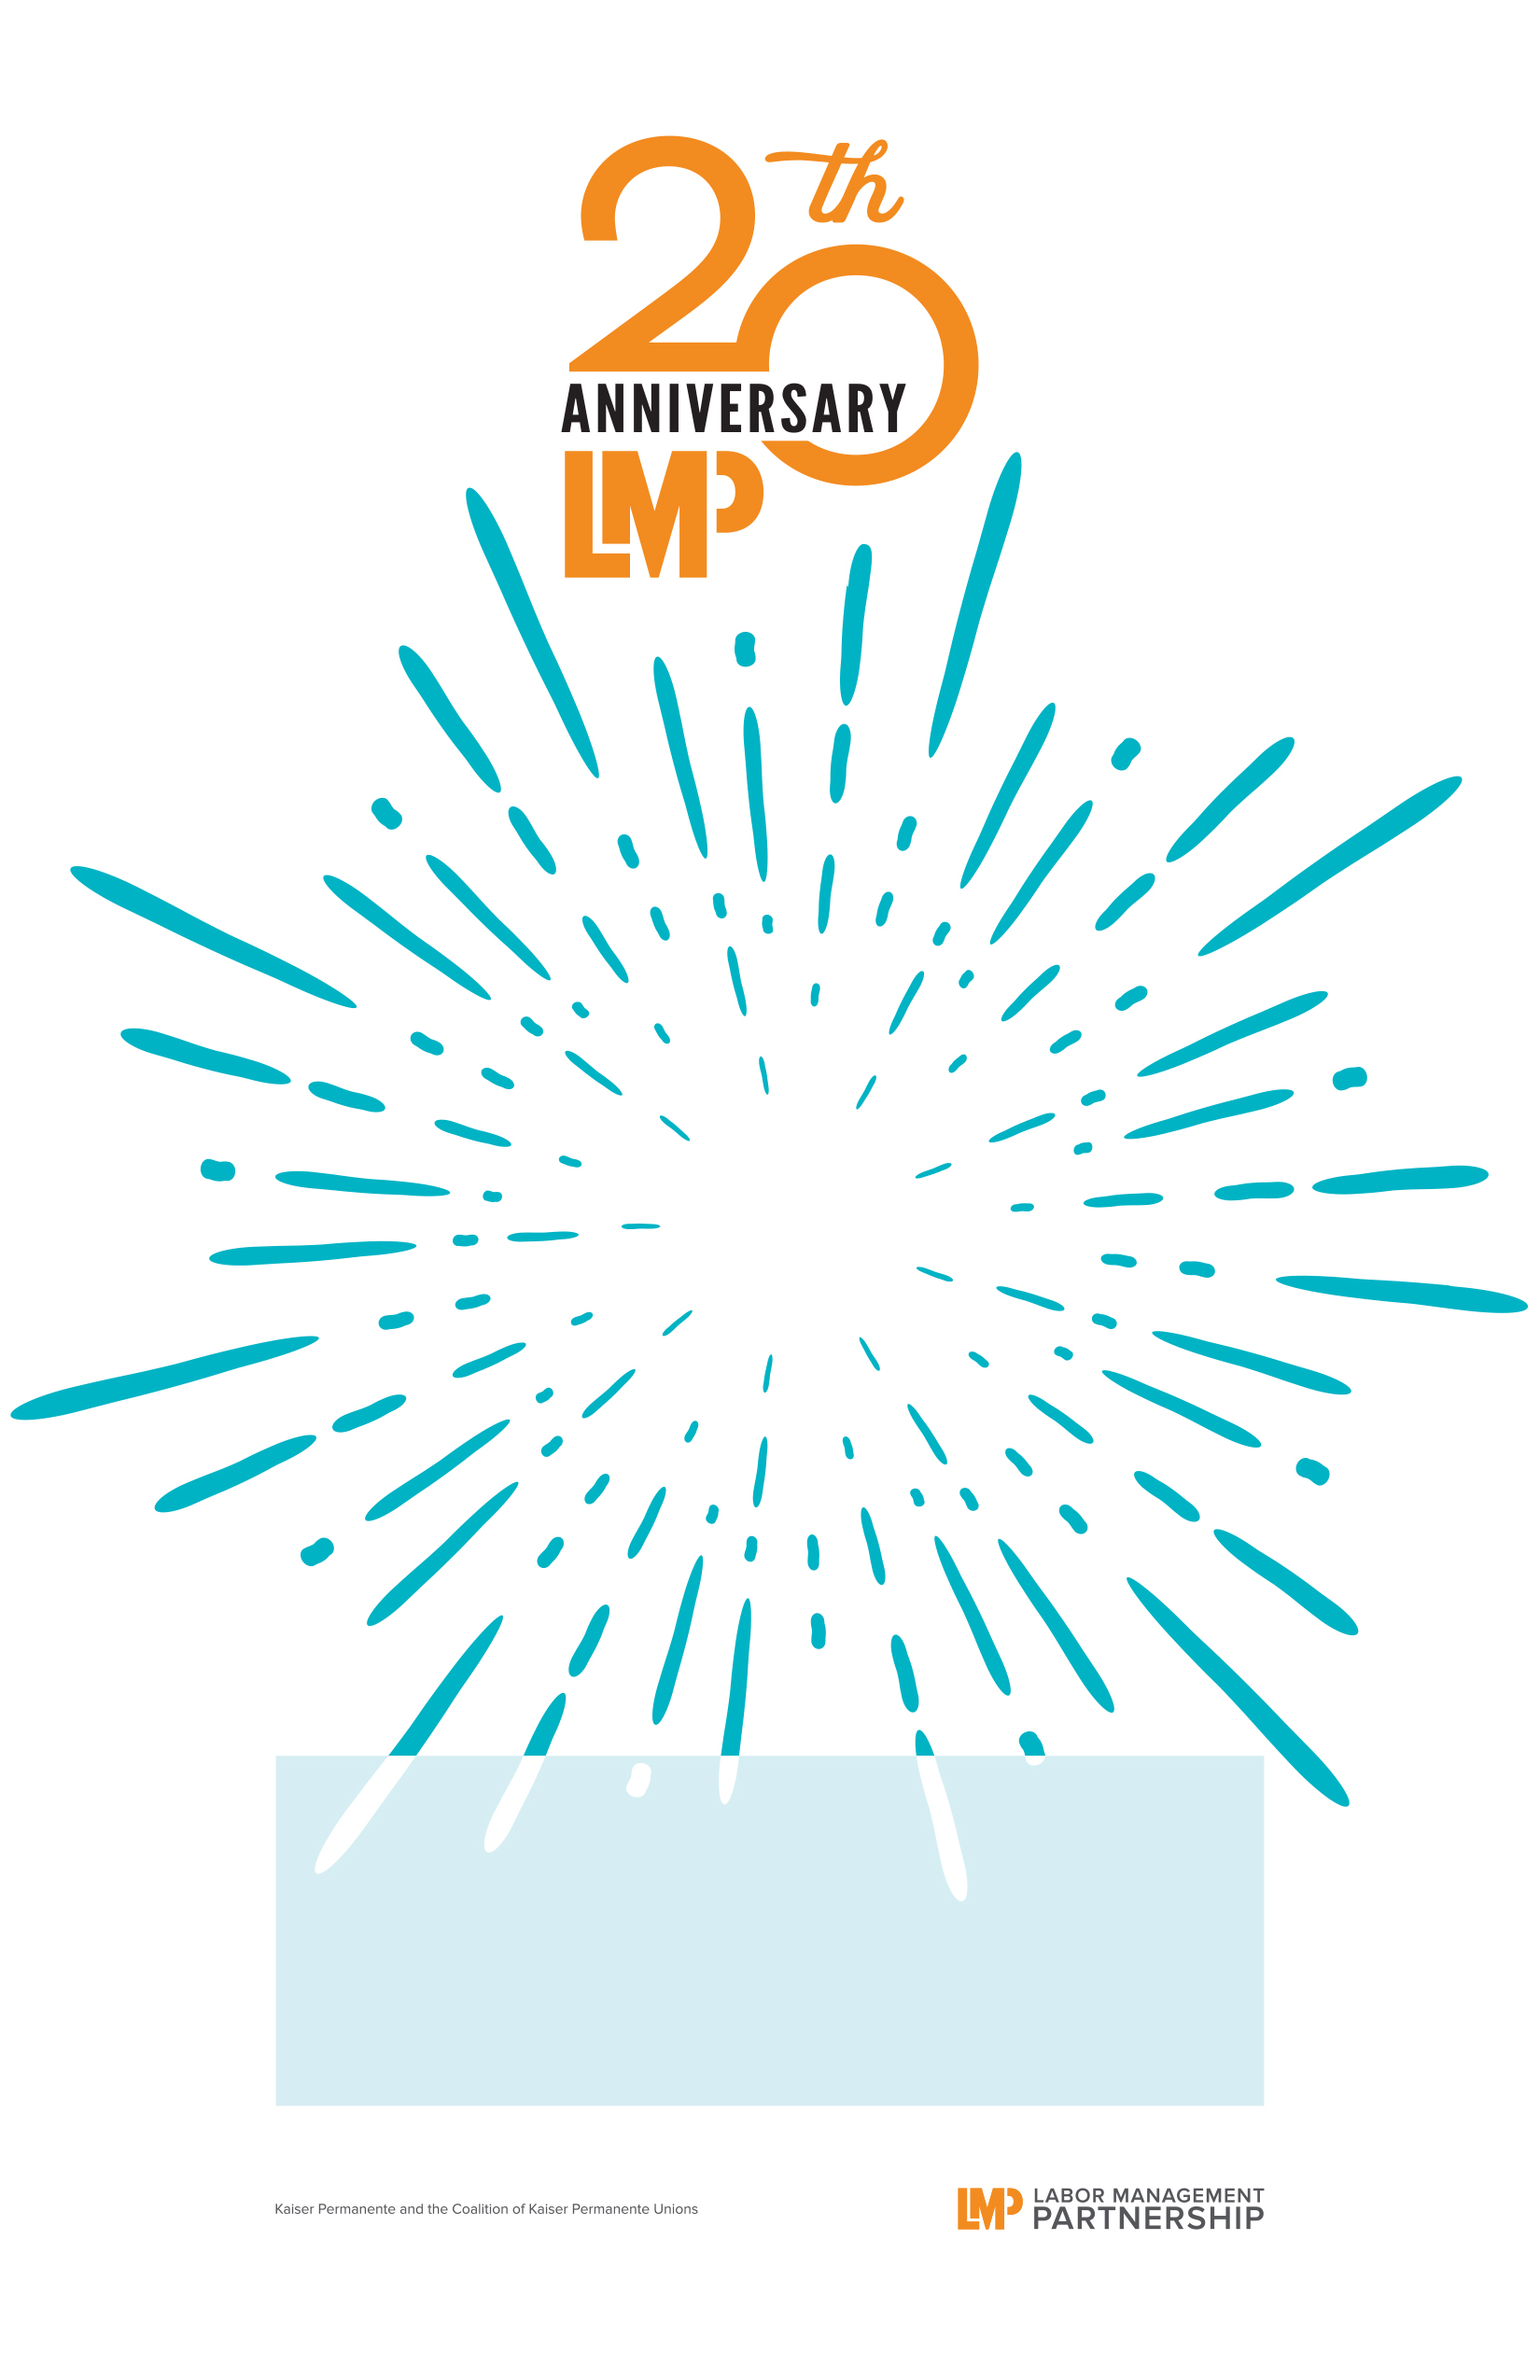 20th
ANNIVERSARY
LMP
Kaiser Permanente and the Coalition of Kaiser Permanente Unions
LMP LABOR MANAGEMENT
PARTNERSHIP